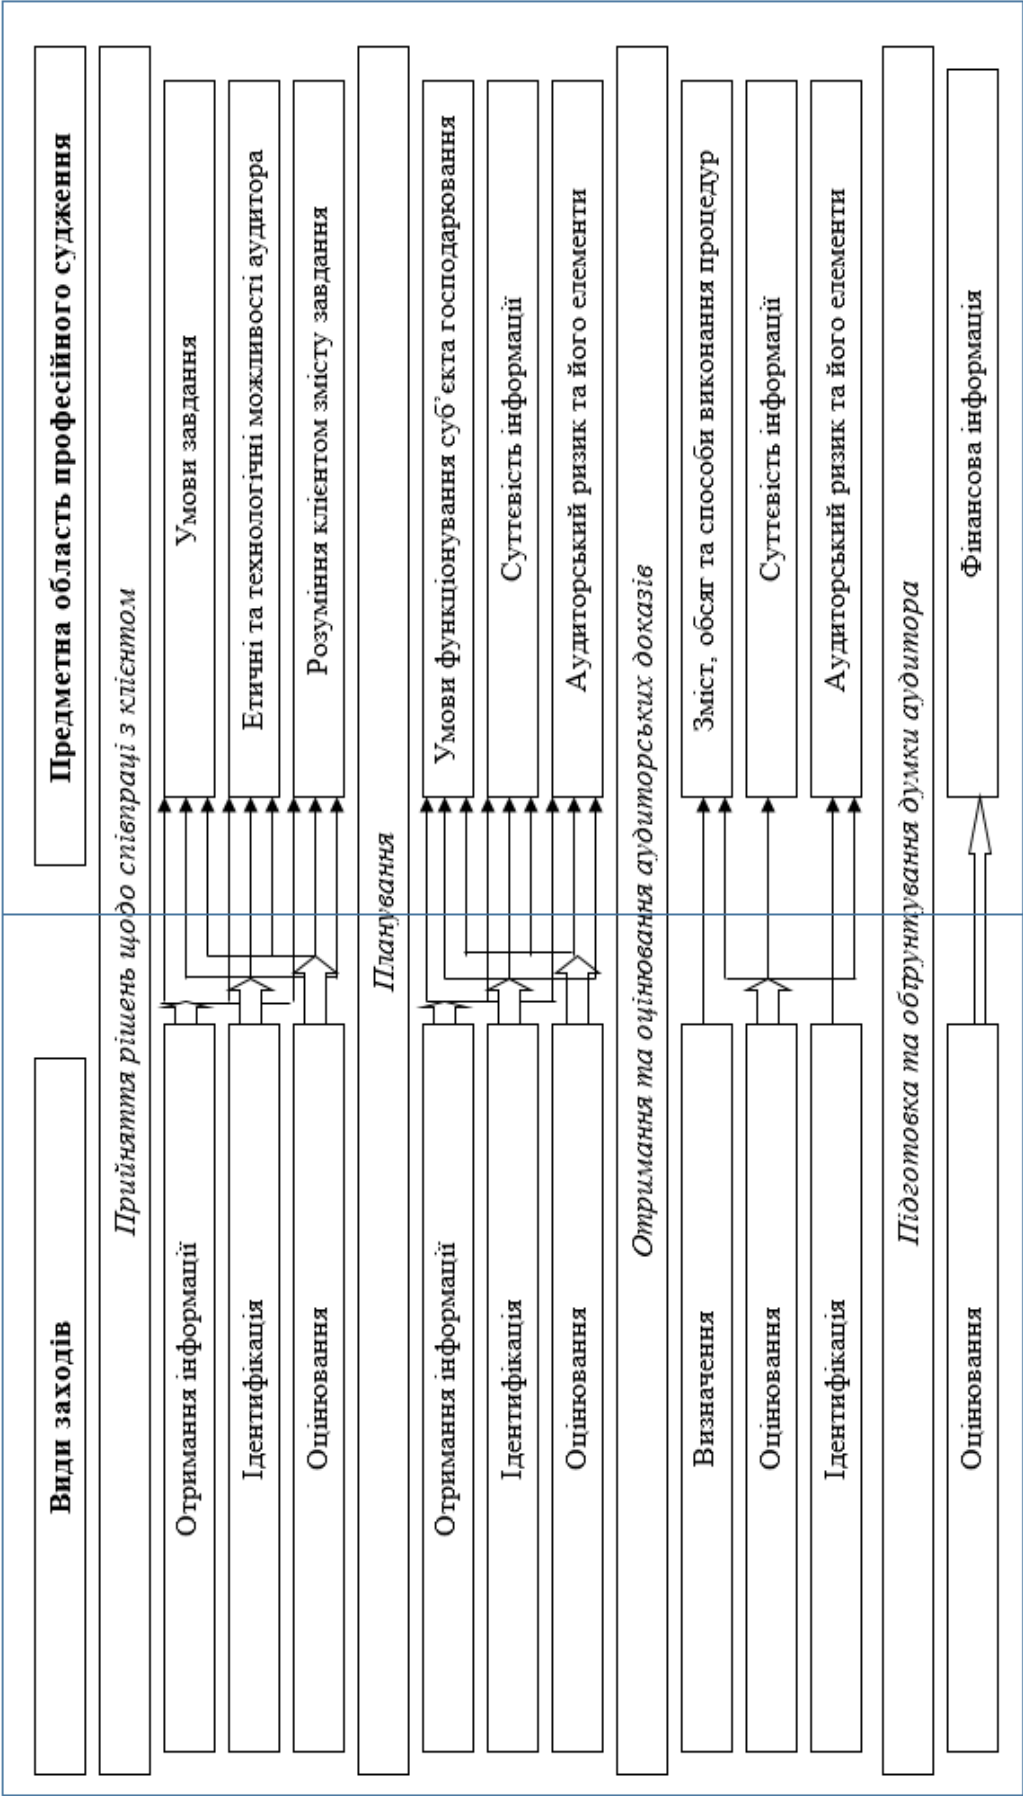 Види заходів
Предметна область професійного судження
Прийняття рішень щодо співпраці з клієнтом
Отримання інформації
Умови завдання
Ідентифікація
Етичні та технологічні можливості аудитора
Оцінювання
Розуміння клієнтом змісту завдання
Планування
Отримання інформації
Умови функціонування суб'єкта господарювання
Ідентифікація
Суттєвість інформації
Оцінювання
Аудиторський ризик та його елементи
Отримання та оцінювання аудиторських доказів
Визначення
Зміст, обсяг та способи виконання процедур
Оцінювання
Суттєвість інформації
Ідентифікація
Аудиторський ризик та його елементи
Підготовка та обґрунтування думки аудитора
Оцінювання
Фінансова інформація